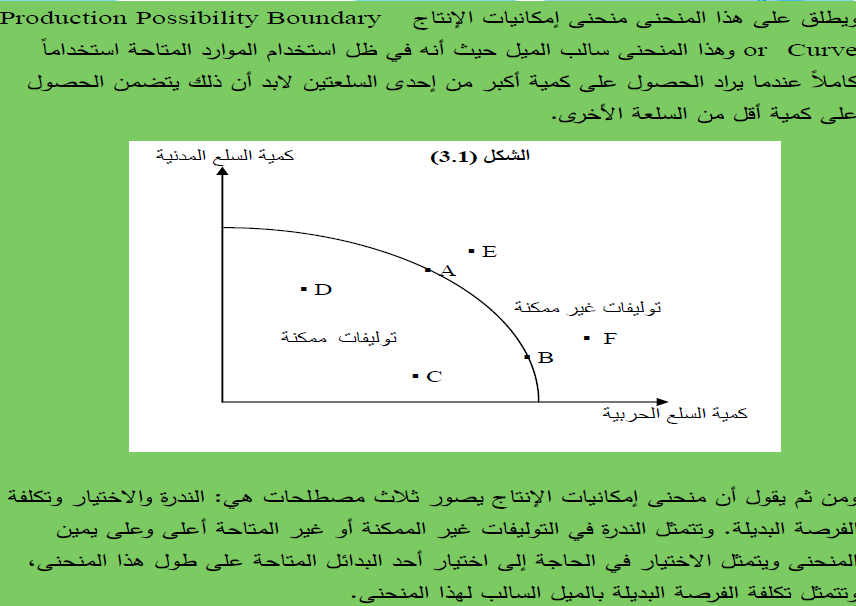 ويطلق على هذا المنحنى منحنى إمكانيات الإنتاج Production Possibility Boundary
or Curve وهذا المنحنى سالب الميل حيث أنه في ظل استخدام الموارد المتاحة استخداماً
كاملاً عندما يراد الحصول على كمية أكبر من إحدى السلعتين لابد أن ذلك يتضمن الحصول
على كمية أقل من السلعة الأخرى.
الشكل (3.1)
كمية السلع المدنية
E
A
D
توليفات غير ممكنة
توليفات ممكنة
F
B
C
كمية السلع الحربية
ومن ثم يقول أن منحنى إمكانيات الإنتاج يصور ثلاث مصطلحات هي: الندرة والاختيار وتكلفة
الفرصة البديلة. وتتمثل الندرة في التوليفات غير الممكنة أو غير المتاحة أعلى وعلى يمين
المنحنى ويتمثل الاختيار في الحاجة إلى اختيار أحد البدائل المتاحة على طول هذا المنحنى،
وتتمثل تكلفة الفرصة البديلة بالميل السالب لهذا المنحنى.